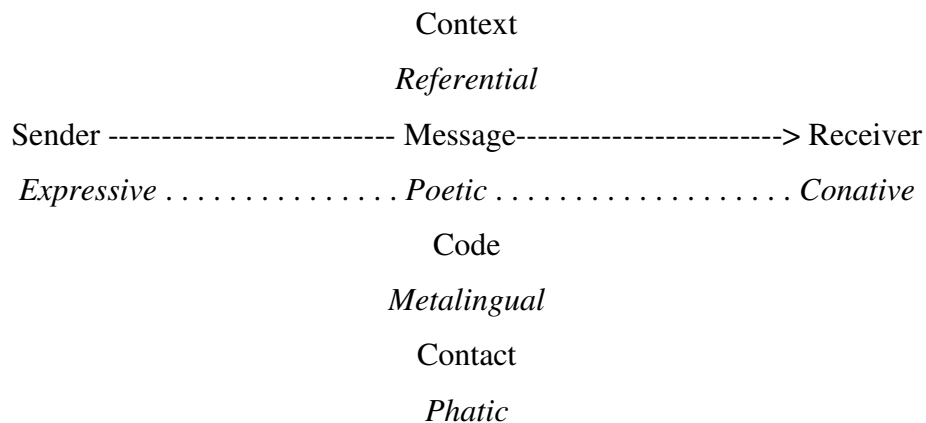 Context
Referential
Sender -------------------------- Message------------------------> Receiver
Expressive . . . . . . . . . . . . . . . Poetic . . . . . . . . . . . . . . . . . . . Conative
Code
Metalingual
Contact
Phatic